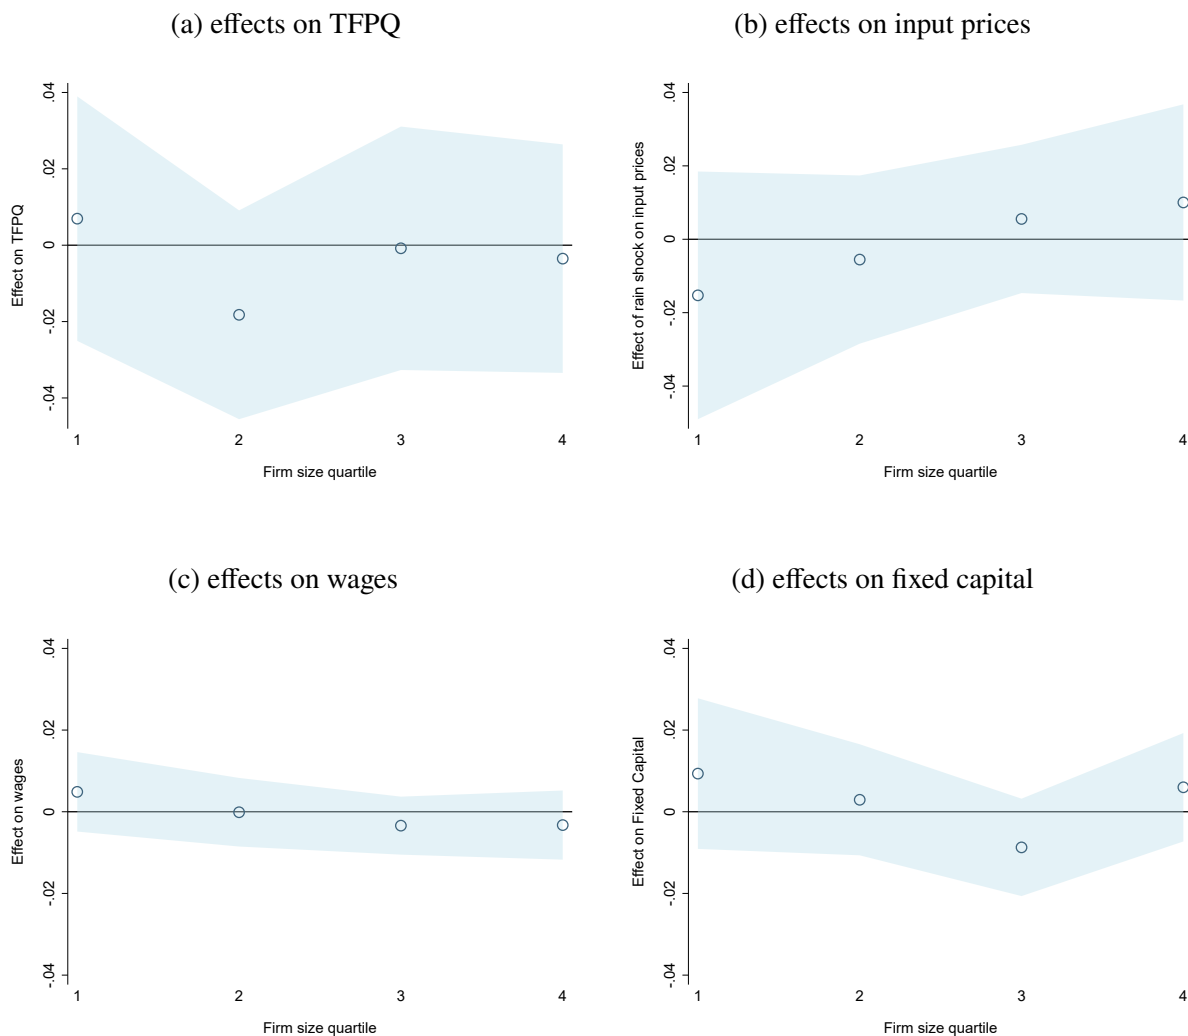 (a) effects on TFPQ
.04
.02
0
-.02
-.04
Effect on TFPQ
1 2 3 4
Firm size quartile
(b) effects on input prices
.04
.02
0
-.02
-.04
Effect of rain shock on input prices
1 2 3 4
Firm size quartile
(c) effects on wages
.04
.02
0
-.02
-.04
Effect on wages
1 2 3 4
Firm size quartile
(d) effects on fixed capital
.04
.02
0
-.02
-.04
Effect on Fixed Capital
1 2 3 4
Firm size quartile